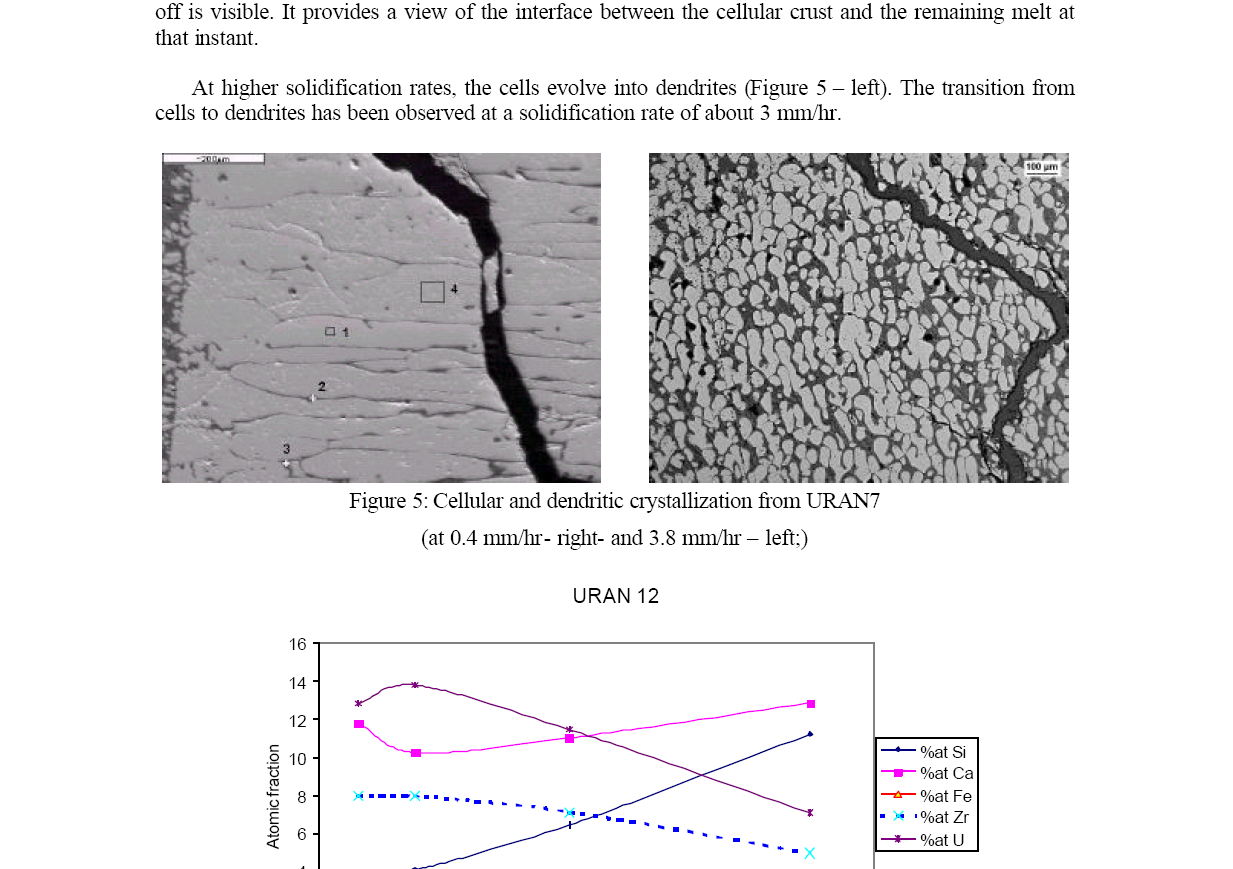 off is visible. It provides a view of the interface between the cellular crust and the remaining melt at
that instant.
At higher solidification rates, the cells evolve into dendrites (Figure 5 – left). The transition from
cells to dendrites has been observed at a solidification rate of about 3 mm/hr.
100 µm
4
1
2
3
Figure 5: Cellular and dendritic crystallization from URAN7
(at 0.4 mm/hr- right- and 3.8 mm/hr – left;)
URAN 12
16
14
12
10
8
6
Atomic fraction
%at Si
%at Ca
%at Fe
%at Zr
%at U